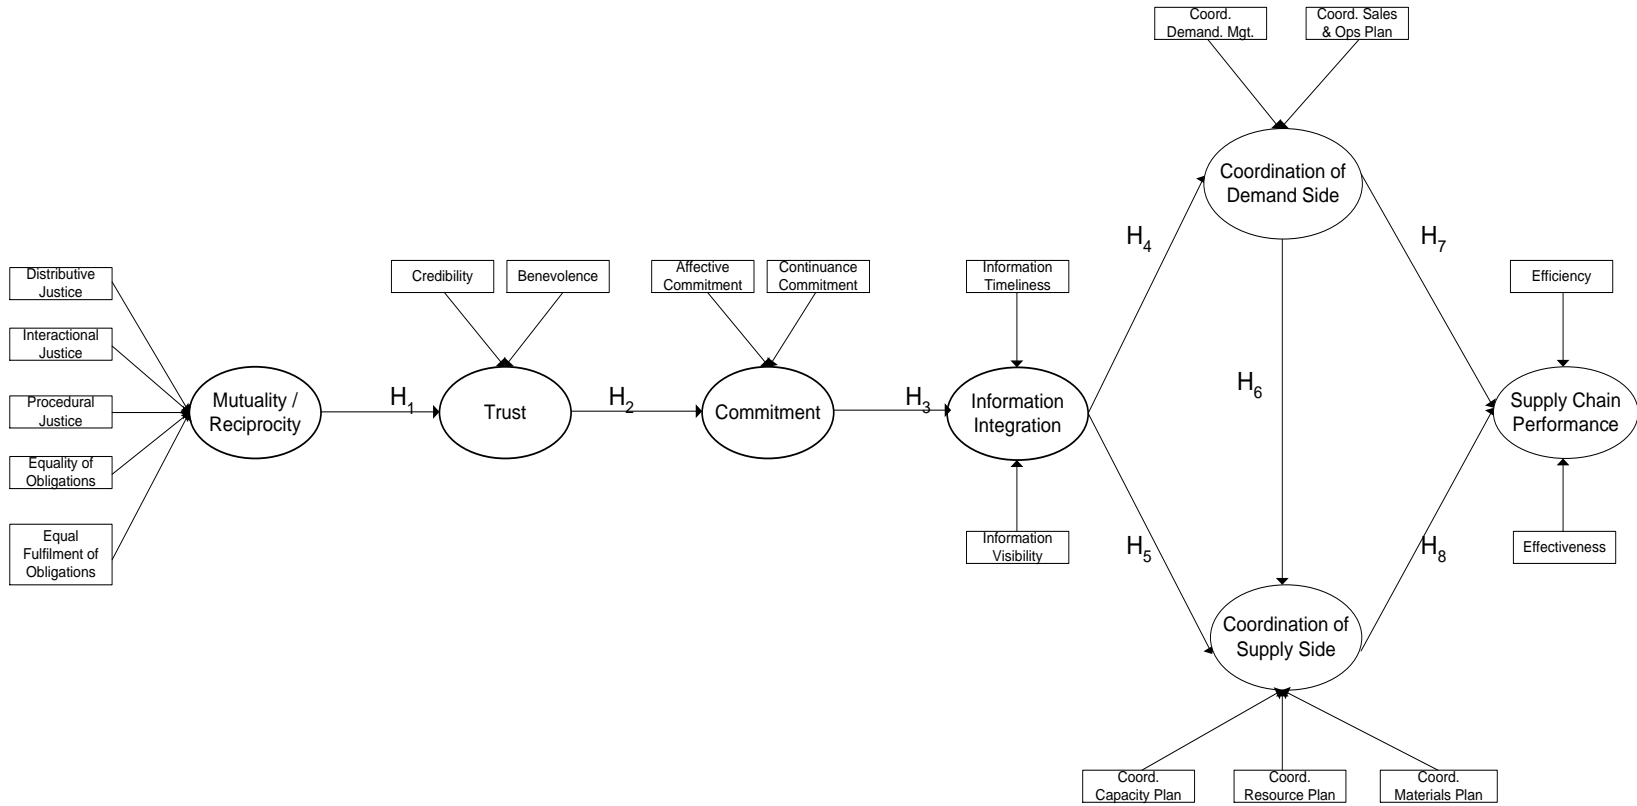 Coord.
Demand. Mgt.
Coord. Sales
& Ops Plan
Coordination of
Demand Side
H4
H7
Distributive
Justice
Interactional
Justice
Procedural
Justice
Equality of
Obligations
Equal
Fulfilment of
Obligations
Mutuality /
Reciprocity
H1
Credibility
Benevolence
Trust
H2
Affective
Commitment
Continuance
Commitment
Commitment
H3
Information
Timeliness
Information
Integration
Information
Visibility
H6
Efficiency
Supply Chain
Performance
Effectiveness
H5
H8
Coordination of
Supply Side
Coord.
Capacity Plan
Coord.
Resource Plan
Coord.
Materials Plan